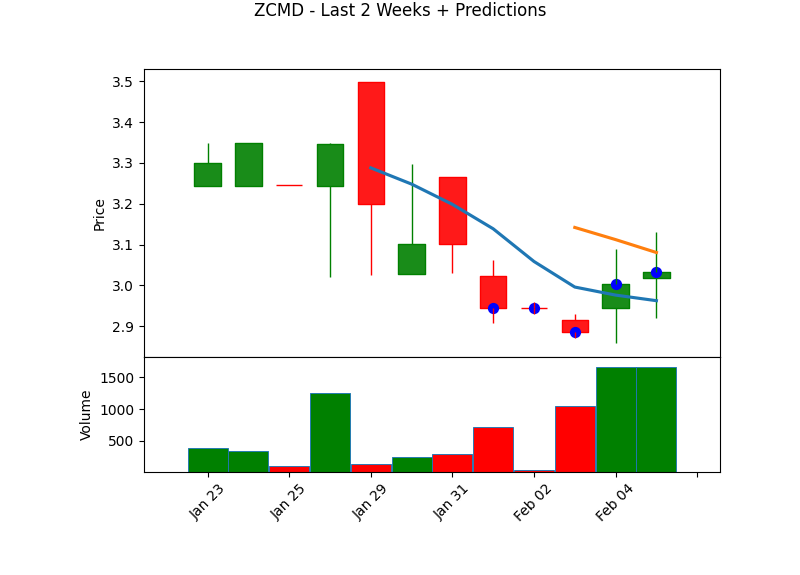 ZCMD - Last 2 Weeks + Predictions
3.5
3.4
3.3
3.2
3.1
3.0
2.9
Price
1500
1000
500
Volume
Jan 23
Jan 25
Jan 29
Jan 31
Feb 02
Feb 04